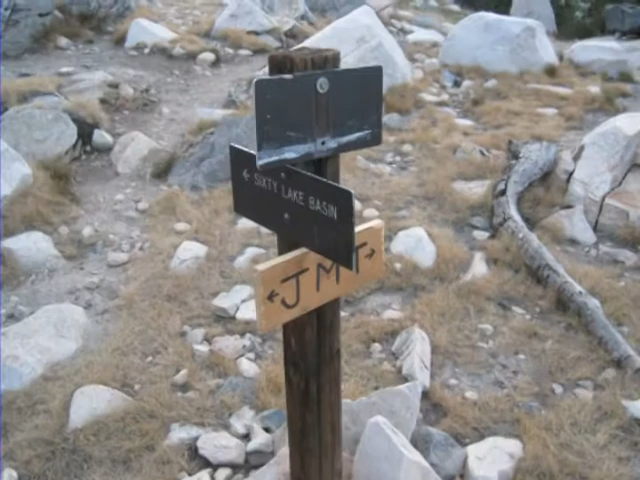 ← SIXTY LAKE BASIN
← JMT →